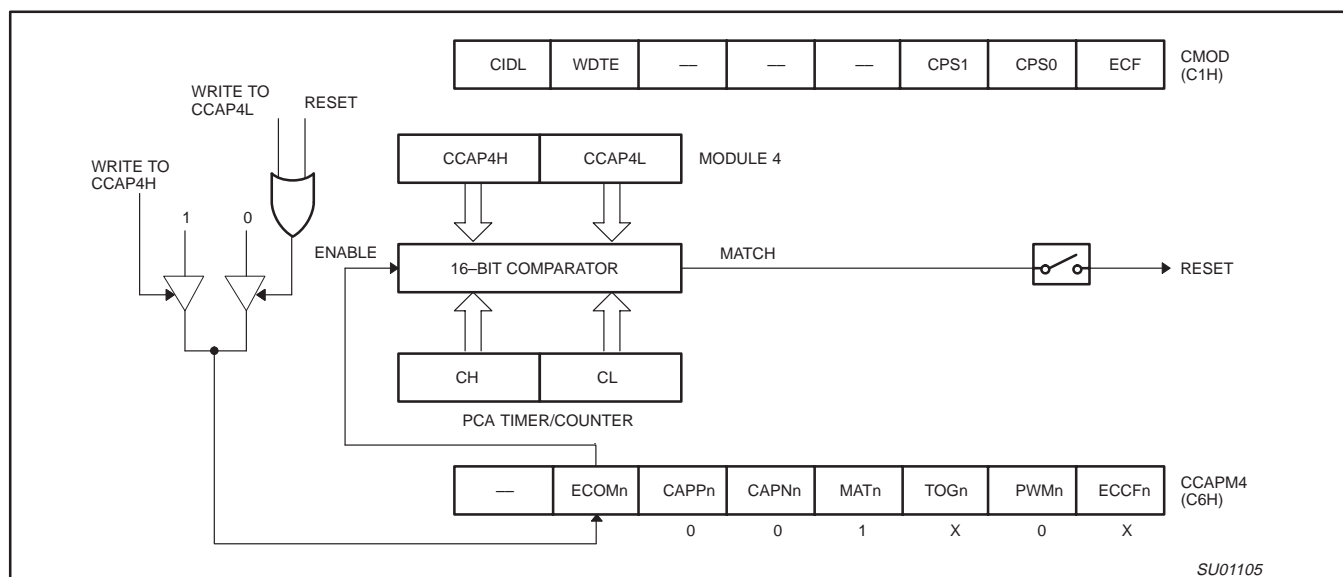 CIDL WDTE — — — CPS1 CPS0 ECF
CMOD
(C1H)
WRITE TO
CCAP4L
RESET
WRITE TO
CCAP4H
1 0
CCAP4H CCAP4L MODULE 4
ENABLE
16–BIT COMPARATOR
MATCH
RESET
CH CL
PCA TIMER/COUNTER
— ECOMn CAPPn CAPNn MATn TOGn PWMn ECCFn
CCAPM4
(C6H)
0 0 1 X 0 X
SU01105